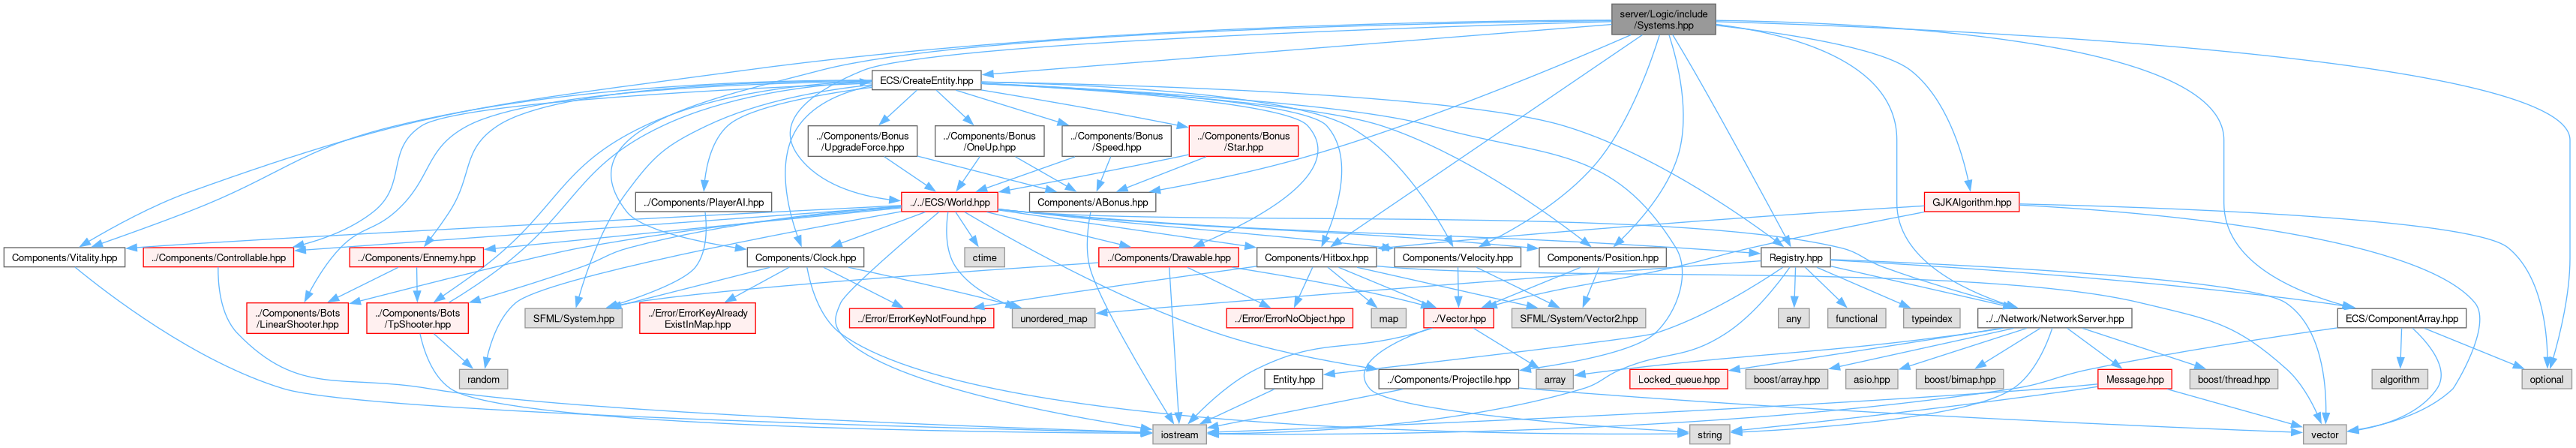 server/Logic/include
/Systems.hpp
ECS/CreateEntity.hpp
../Components/Bonus
/UpgradeForce.hpp
../Components/Bonus
/OneUp.hpp
../Components/Bonus
/Speed.hpp
../Components/Bonus
/Star.hpp
../Components/PlayerAI.hpp
../../ECS/World.hpp
Components/ABonus.hpp
GJKAlgorithm.hpp
Components/Vitality.hpp
../Components/Controllable.hpp
../Components/Ennemy.hpp
Components/Clock.hpp
ctime
../Components/Drawable.hpp
Components/Hitbox.hpp
Components/Velocity.hpp
Components/Position.hpp
Registry.hpp
../Components/Bots
/LinearShooter.hpp
../Components/Bots
/TpShooter.hpp
SFML/System.hpp
../Error/ErrorKeyAlready
ExistInMap.hpp
../Error/ErrorKeyNotFound.hpp
unordered_map
../Error/ErrorNoObject.hpp
map
../Vector.hpp
SFML/System/Vector2.hpp
any
functional
typeindex
../../Network/NetworkServer.hpp
ECS/ComponentArray.hpp
random
Entity.hpp
../Components/Projectile.hpp
array
Locked_queue.hpp
boost/array.hpp
asio.hpp
boost/bimap.hpp
Message.hpp
boost/thread.hpp
algorithm
optional
iostream
string
vector